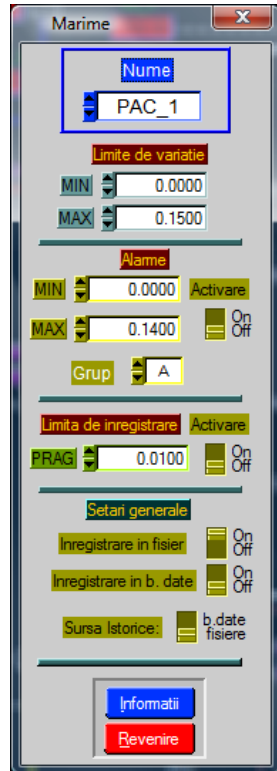 Marime
Nume
PAC_1
Limite de variatie
MIN 0.0000
MAX 0.1500
Alarme
MIN 0.0000 Activare
MAX 0.1400 On
Off
Grup A
Limita de inregistrare Activare
PRAG 0.0100 On
Off
Setari generale
Inregistrare in fisier On
Off
Inregistrare in b. date On
Off
Sursa Istorice: b.date
fisiere
Informatii
Revenire